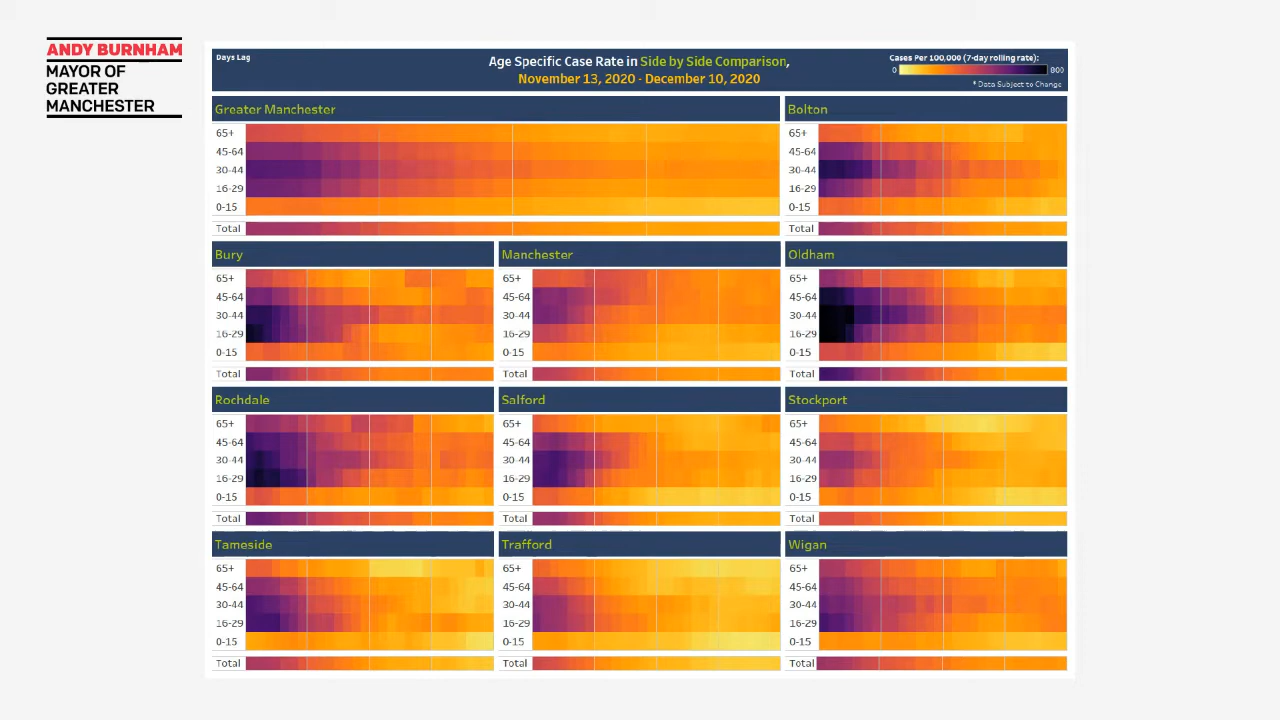 ANDY BURNHAM
MAYOR OF
GREATER
MANCHESTER
Days Lag
Age Specific Case Rate in Side by Side Comparison,
November 13, 2020 - December 10, 2020
Cases Per 100,000 (7-day rolling rate):
0 800
* Data Subject to Change
Greater Manchester
65+
45-64
30-44
16-29
0-15
Total
Bolton
65+
45-64
30-44
16-29
0-15
Total
Bury
65+
45-64
30-44
16-29
0-15
Total
Manchester
65+
45-64
30-44
16-29
0-15
Total
Oldham
65+
45-64
30-44
16-29
0-15
Total
Rochdale
65+
45-64
30-44
16-29
0-15
Total
Salford
65+
45-64
30-44
16-29
0-15
Total
Stockport
65+
45-64
30-44
16-29
0-15
Total
Tameside
65+
45-64
30-44
16-29
0-15
Total
Trafford
65+
45-64
30-44
16-29
0-15
Total
Wigan
65+
45-64
30-44
16-29
0-15
Total